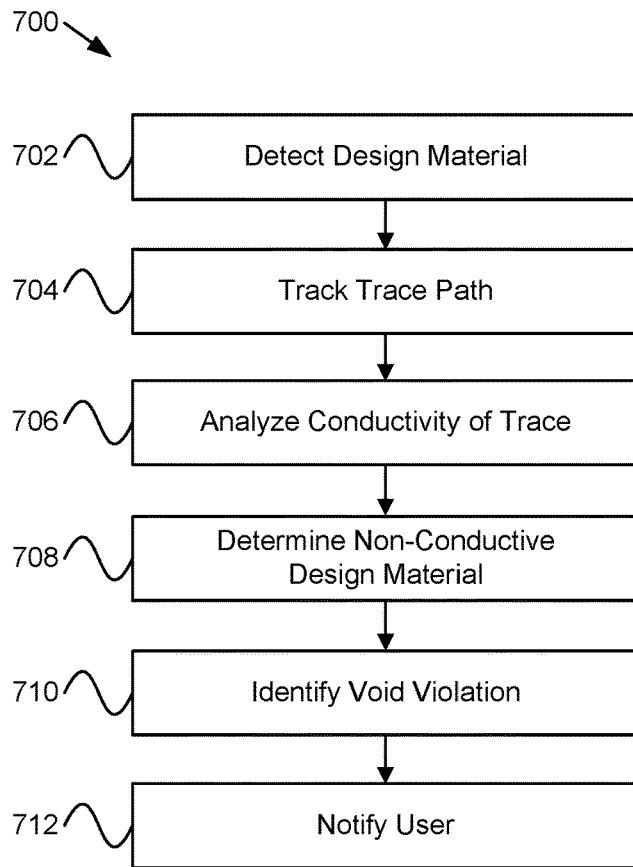 700
702 Detect Design Material
704 Track Trace Path
706 Analyze Conductivity of Trace
708 Determine Non-Conductive
Design Material
710 Identify Void Violation
712 Notify User